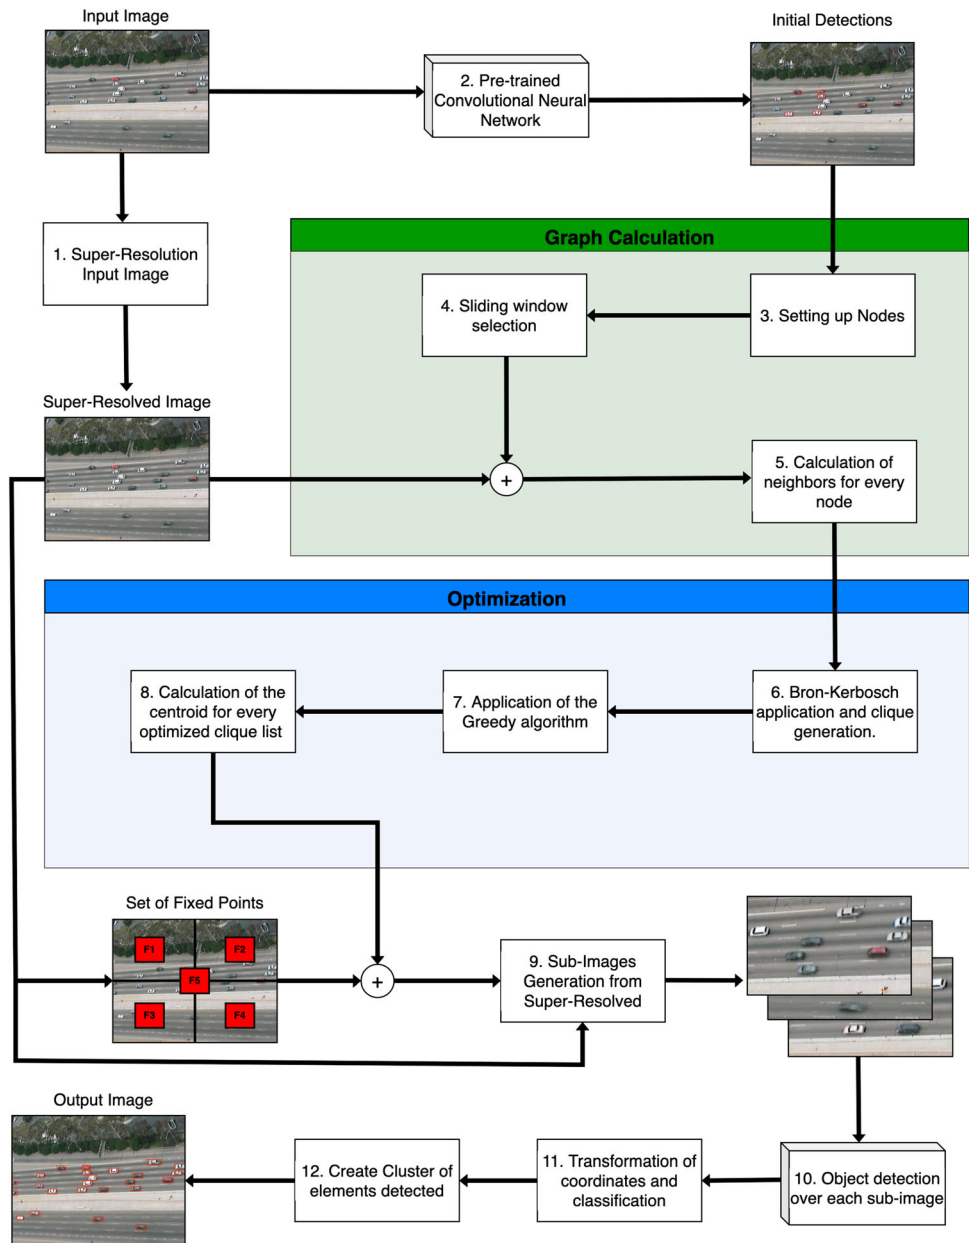 Input Image
Initial Detections
2. Pre-trained
Convolutional Neural
Network
1. Super-Resolution
Input Image
Graph Calculation
4. Sliding window
selection
3. Setting up Nodes
Super-Resolved Image
+
5. Calculation of
neighbors for every
node
Optimization
8. Calculation of the
centroid for every
optimized clique list
7. Application of the
Greedy algorithm
6. Bron-Kerbosch
application and clique
generation.
Set of Fixed Points
F1
F2
F5
F3
F4
+
9. Sub-Images
Generation from
Super-Resolved
Output Image
12. Create Cluster of
elements detected
11. Transformation of
coordinates and
classification
10. Object detection
over each sub-image